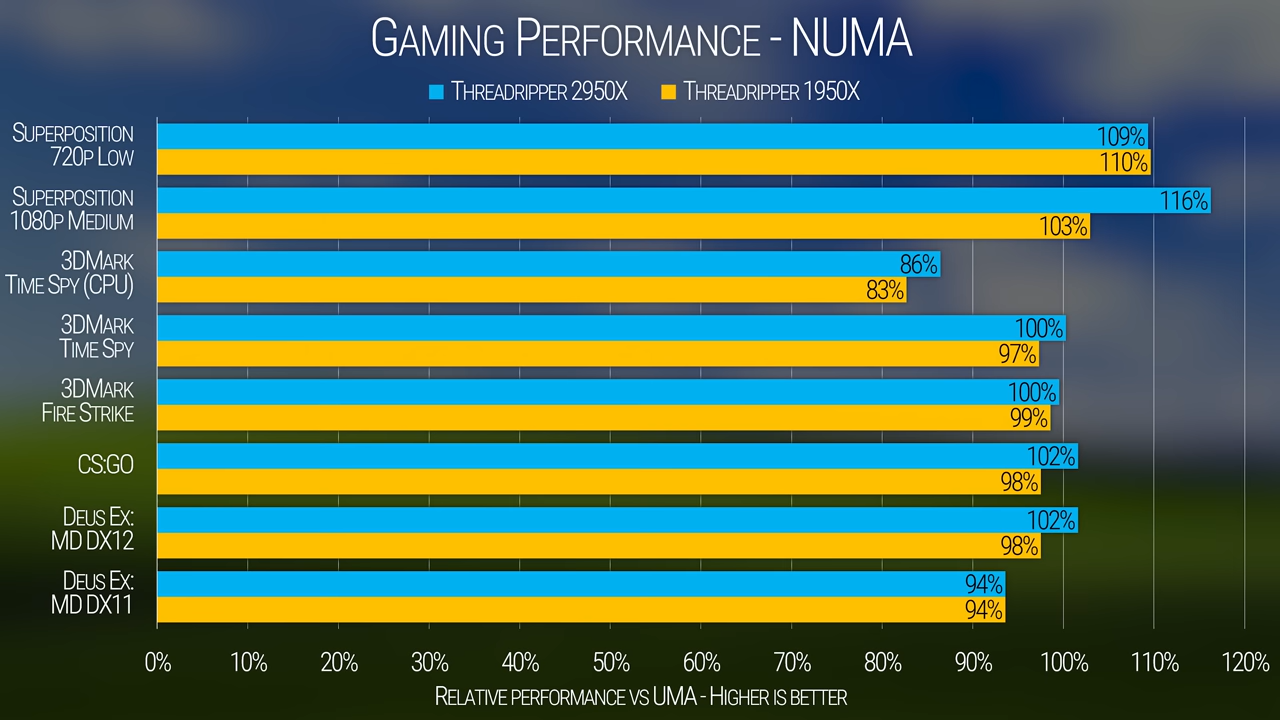 Gaming Performance - NUMA
Threadripper 2950X
Threadripper 1950X
Superposition
720p Low
109%
110%
Superposition
1080p Medium
116%
103%
3DMark
Time Spy (CPU)
86%
83%
3DMark
Time Spy
100%
97%
3DMark
Fire Strike
100%
99%
CS:GO
102%
98%
Deus Ex:
MD DX12
102%
98%
Deus Ex:
MD DX11
94%
94%
0% 10% 20% 30% 40% 50% 60% 70% 80% 90% 100% 110% 120%
Relative performance vs UMA - Higher is better